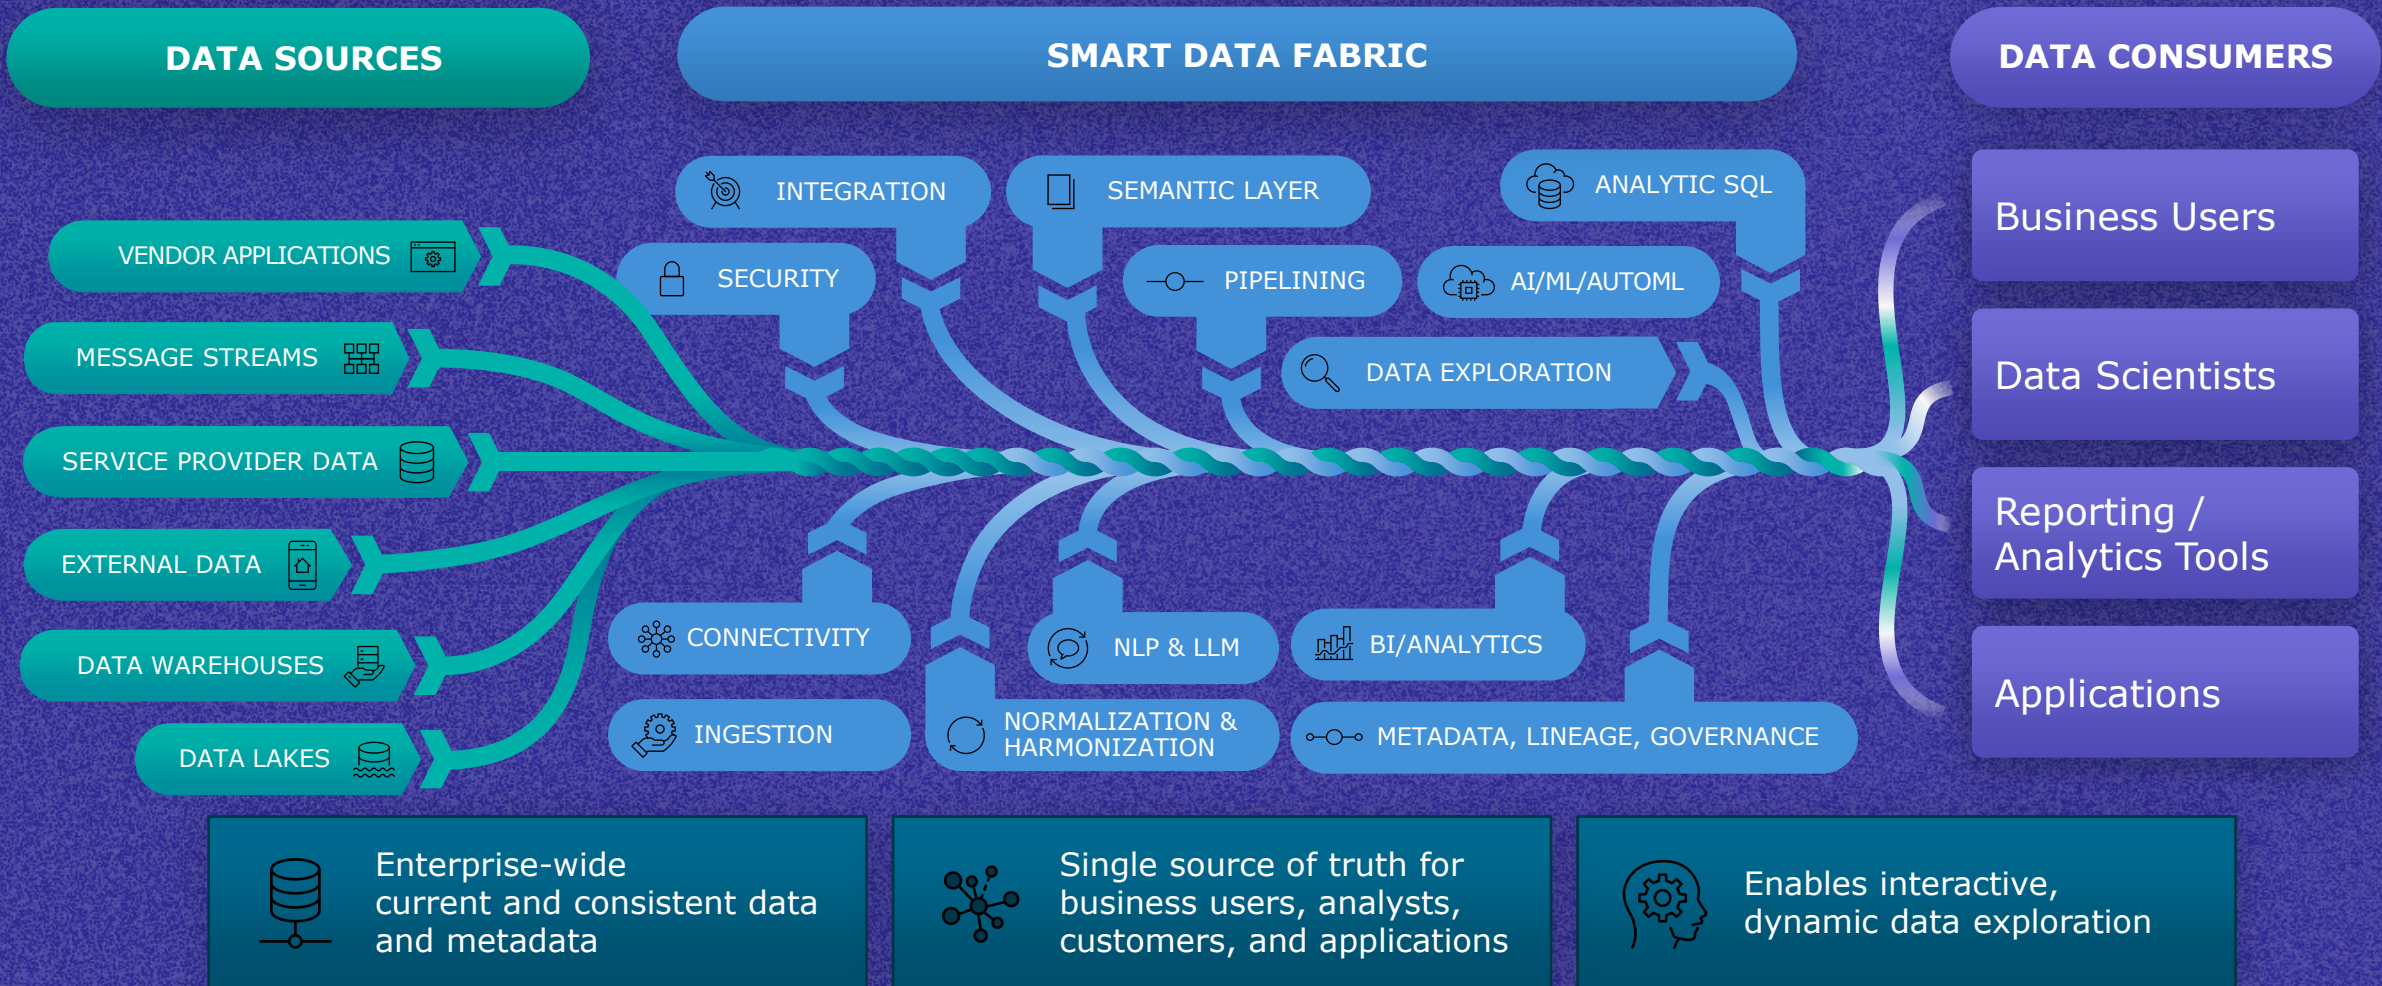 DATA SOURCES
SMART DATA FABRIC
DATA CONSUMERS
VENDOR APPLICATIONS
MESSAGE STREAMS
SERVICE PROVIDER DATA
EXTERNAL DATA
DATA WAREHOUSES
DATA LAKES
INTEGRATION
SEMANTIC LAYER
ANALYTIC SQL
SECURITY
PIPELINING
AI/ML/AUTOML
DATA EXPLORATION
CONNECTIVITY
NLP & LLM
BI/ANALYTICS
INGESTION
NORMALIZATION &
HARMONIZATION
METADATA, LINEAGE, GOVERNANCE
Business Users
Data Scientists
Reporting /
Analytics Tools
Applications
Enterprise-wide
current and consistent data
and metadata
Single source of truth for
business users, analysts,
customers, and applications
Enables interactive,
dynamic data exploration